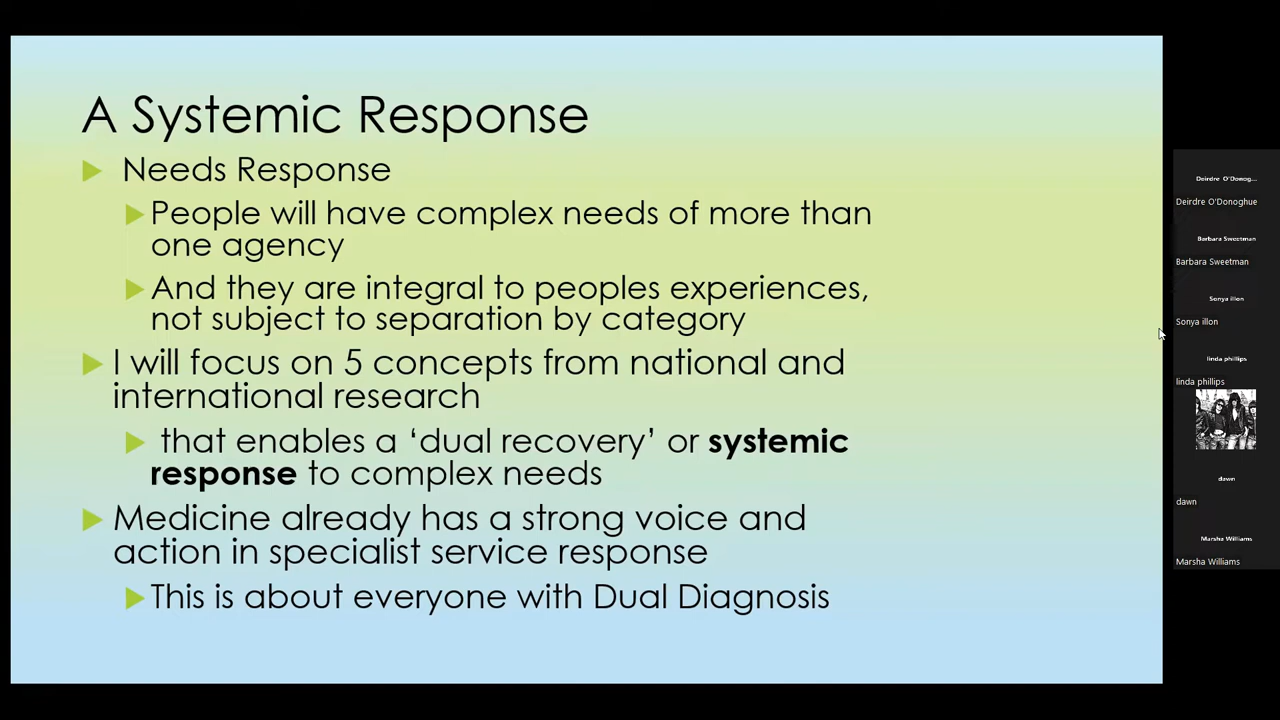 A Systemic Response
Needs Response
People will have complex needs of more than
one agency
And they are integral to peoples experiences,
not subject to separation by category
I will focus on 5 concepts from national and
international research
that enables a ‘dual recovery’ or systemic
response to complex needs
Medicine already has a strong voice and
action in specialist service response
This is about everyone with Dual Diagnosis
Deirdre O'Donog...
Deirdre O'Donoghue
Barbara Sweetman
Barbara Sweetman
Sonya illon
Sonya illon
linda phillips
linda phillips
dawn
dawn
Marsha Williams
Marsha Williams